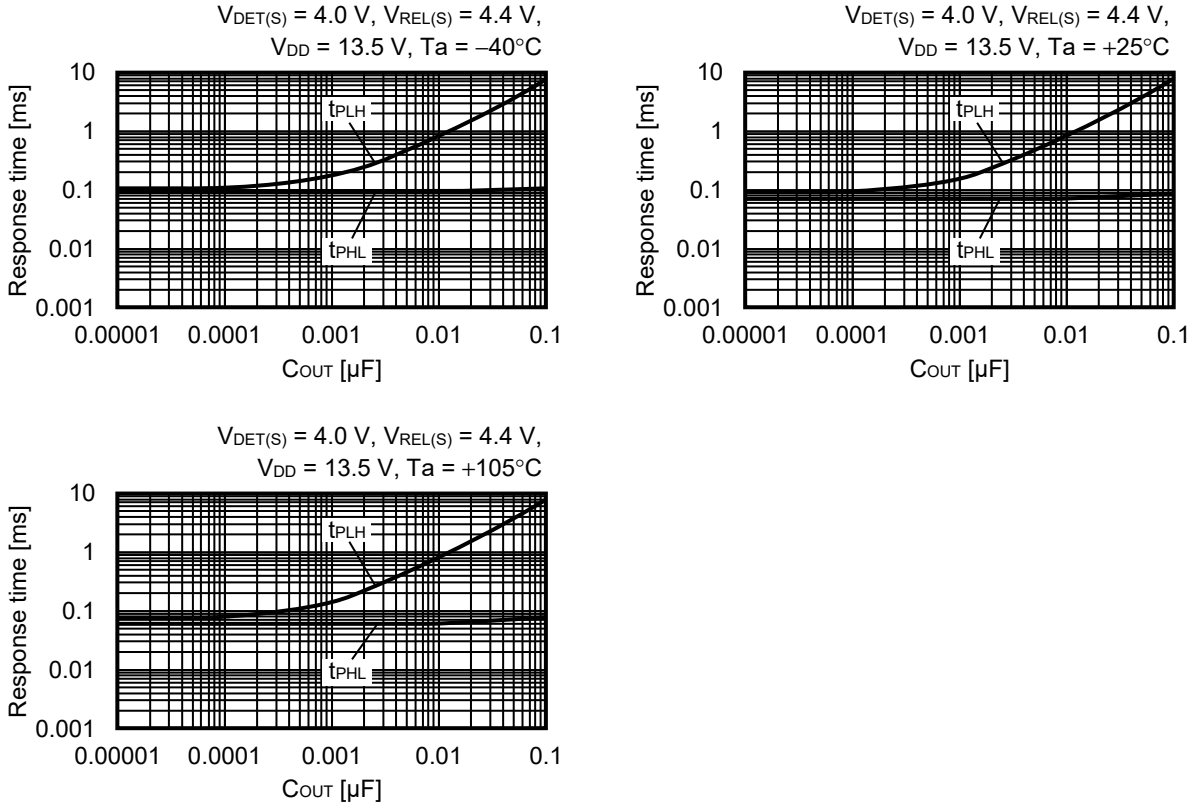 VDET(S) = 4.0 V, VREL(S) = 4.4 V,
VDD = 13.5 V, Ta = −40°C
Response time [ms]
10
1
0.1
0.01
0.001
tPLH
tPHL
0.00001 0.0001 0.001 0.01 0.1
COUT [µF]
VDET(S) = 4.0 V, VREL(S) = 4.4 V,
VDD = 13.5 V, Ta = +25°C
Response time [ms]
10
1
0.1
0.01
0.001
tPLH
tPHL
0.00001 0.0001 0.001 0.01 0.1
COUT [µF]
VDET(S) = 4.0 V, VREL(S) = 4.4 V,
VDD = 13.5 V, Ta = +105°C
Response time [ms]
10
1
0.1
0.01
0.001
tPLH
tPHL
0.00001 0.0001 0.001 0.01 0.1
COUT [µF]